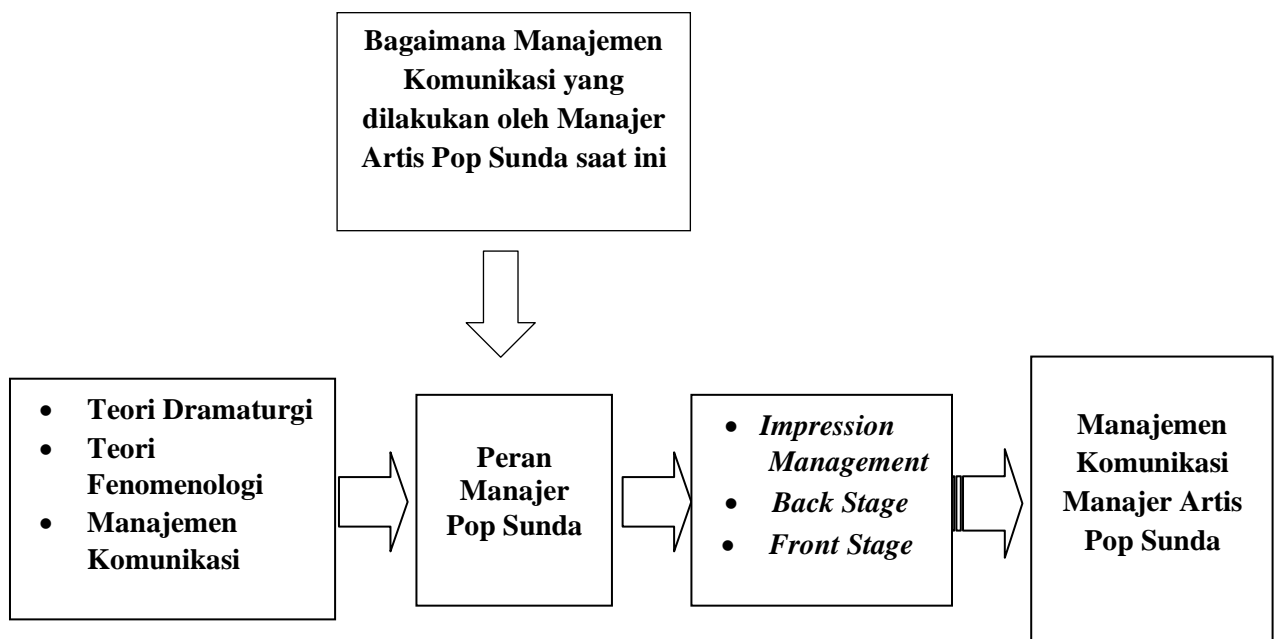 Bagaimana Manajemen
Komunikasi yang
dilakukan oleh Manajer
Artis Pop Sunda saat ini
• Teori Dramaturgi
• Teori
Fenomenologi
• Manajemen
Komunikasi
Peran
Manajer
Pop Sunda
• Impression
Management
• Back Stage
• Front Stage
Manajemen
Komunikasi
Manajer Artis
Pop Sunda